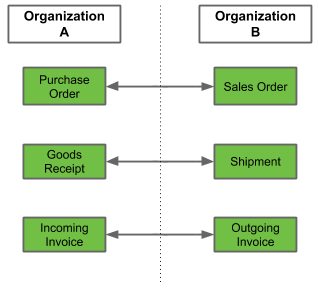 Organization
A
Organization
B
Purchase
Order
Sales Order
Goods
Receipt
Shipment
Incoming
Invoice
Outgoing
Invoice